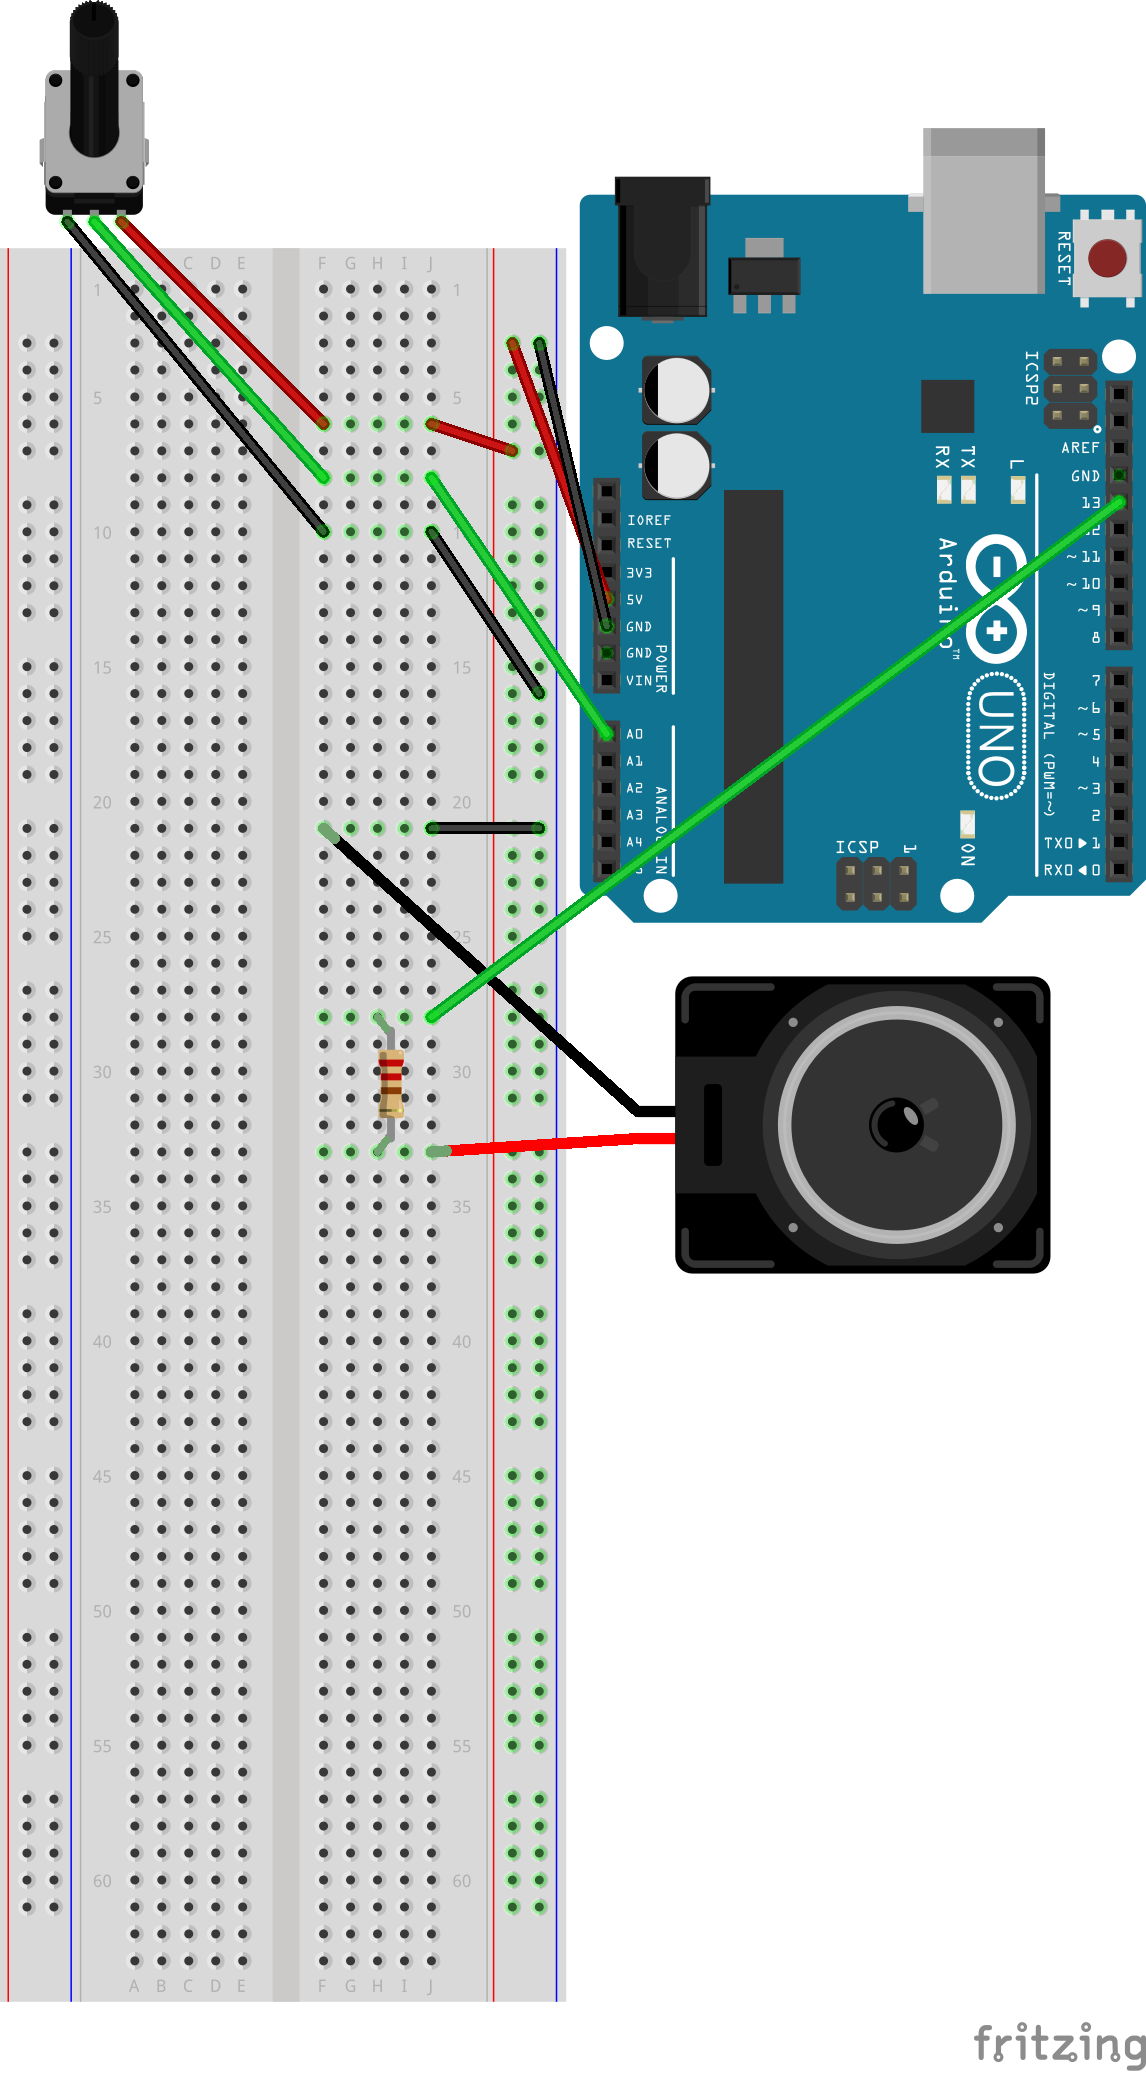 C D E F G H I J
1 1
5 5
10 1
15 15
20 20
25 25
30 30
35 35
40 40
45 45
50 50
55 55
60 60
A B C D E F G H I J
RESET
ICSP2
AREF
GND
13
12
~11
~10
~9
8
7
~6
~5
4
~3
2
TX0▶1
RX0◀0
RX
TX
L
IOREF
RESET
3V3
5V
GND
GND
VIN
POWER
A0
A1
A2
A3
A4
ANALOG IN
Arduino™
UNO
DIGITAL (PWM=~)
ICSP 1
ON
fritzing